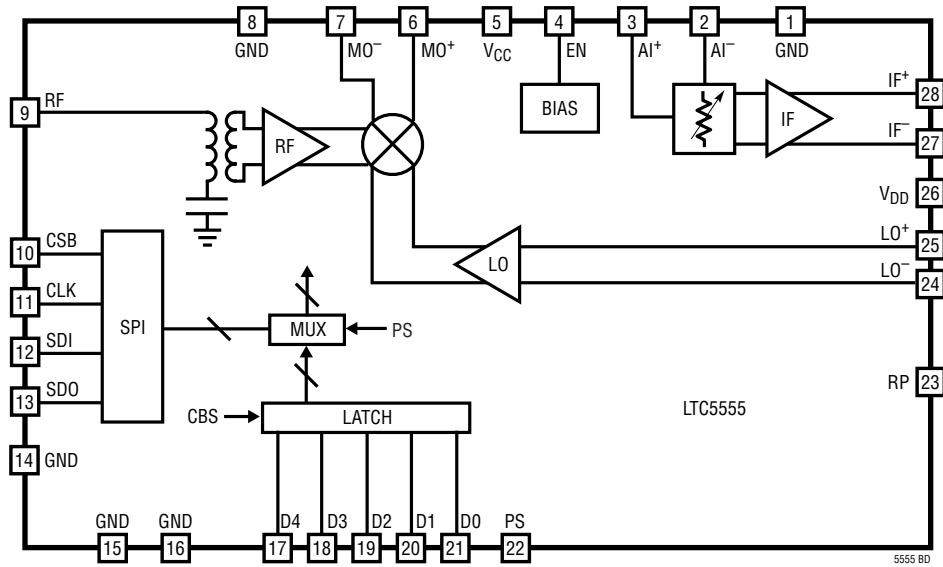 8 7 6 5 4 3 2 1
GND MO⁻ MO⁺ VCC EN AI⁺ AI⁻ GND
9 RF
RF
BIAS
IF
IF⁺ 28
IF⁻ 27
VDD 26
LO⁺ 25
LO⁻ 24
LO
10 CSB
11 CLK
12 SDI
13 SDO
SPI
MUX
PS
RP 23
CBS
LATCH
LTC5555
14 GND
GND GND D4 D3 D2 D1 D0 PS
15 16 17 18 19 20 21 22
5555 BD